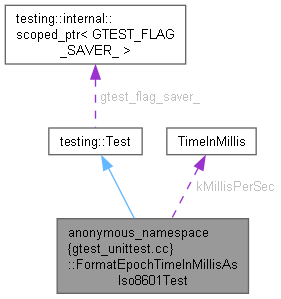 testing::internal::
scoped_ptr< GTEST_FLAG
_SAVER_ >
gtest_flag_saver_
testing::Test
TimeInMillis
kMillisPerSec
anonymous_namespace
{gtest_unittest.cc}
::FormatEpochTimeInMillisAs
Iso8601Test